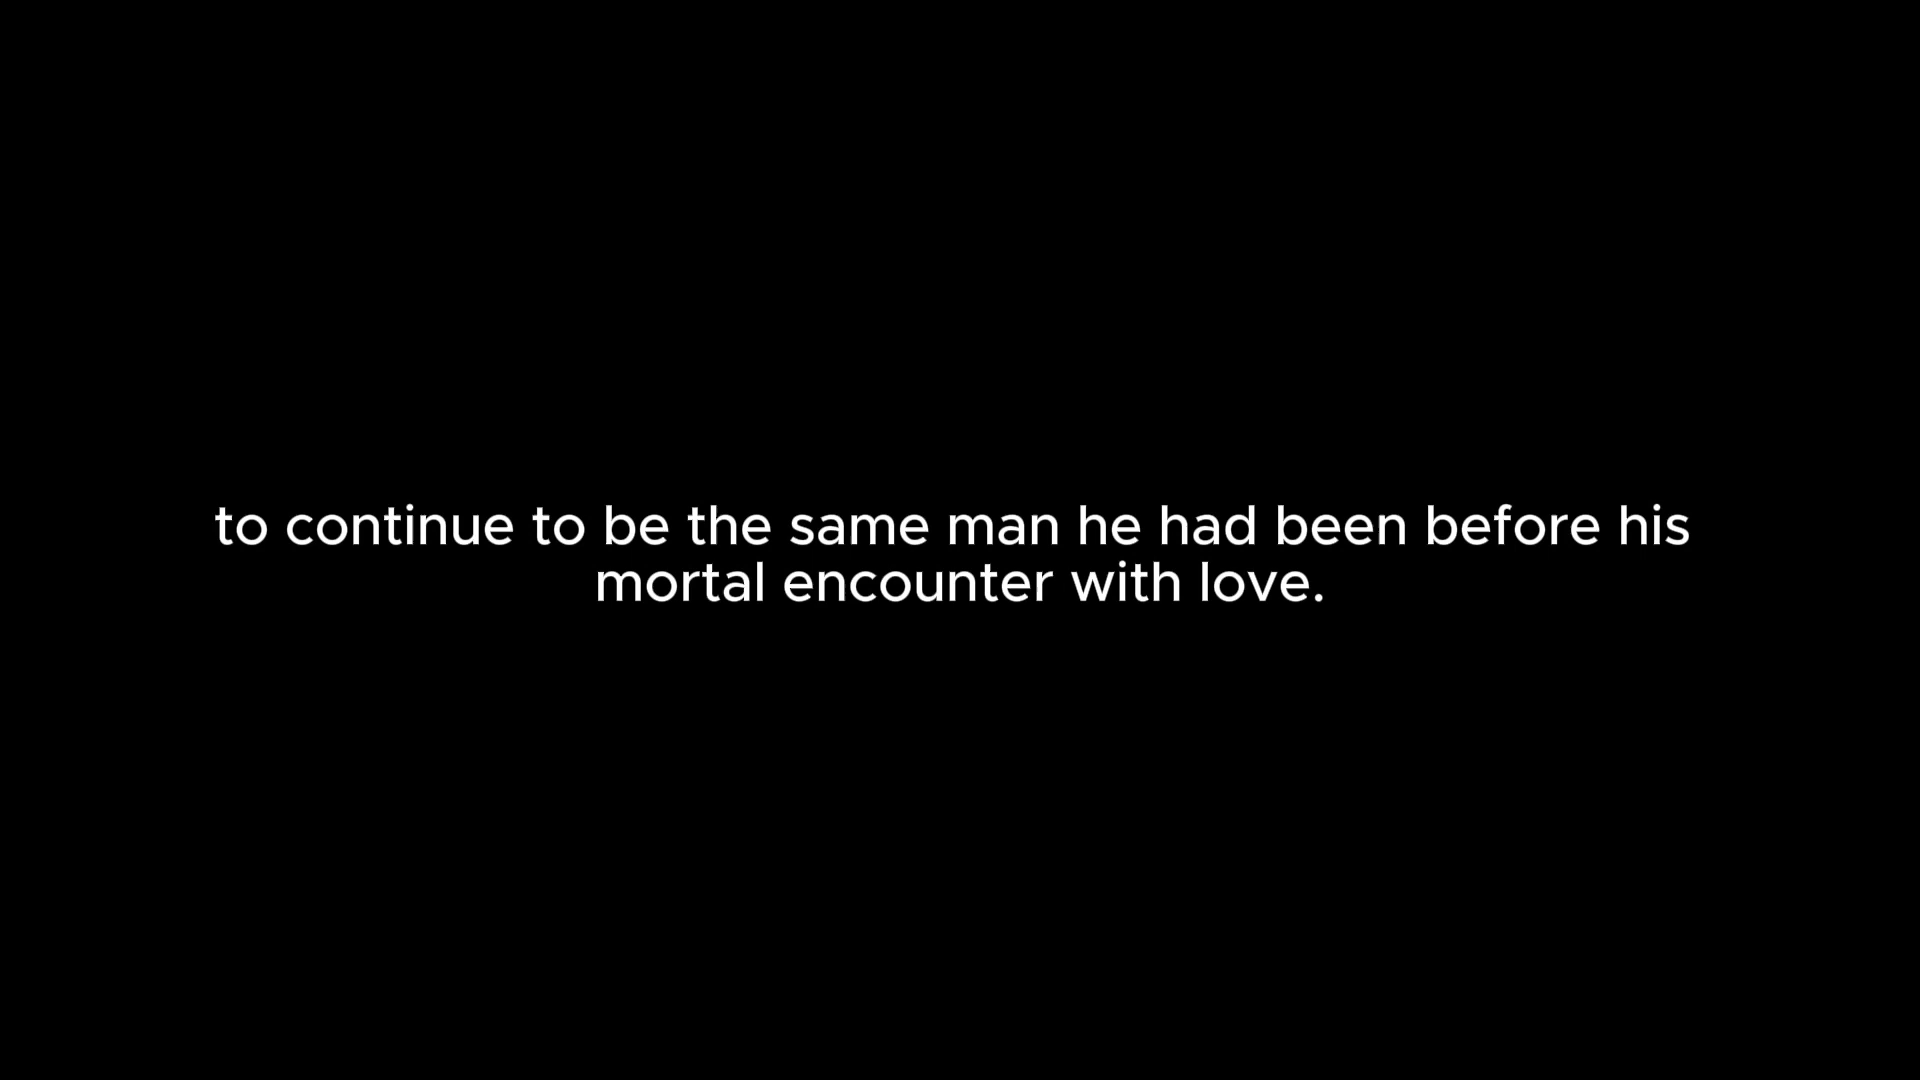 to continue to be the same man he had been before his
mortal encounter with love.